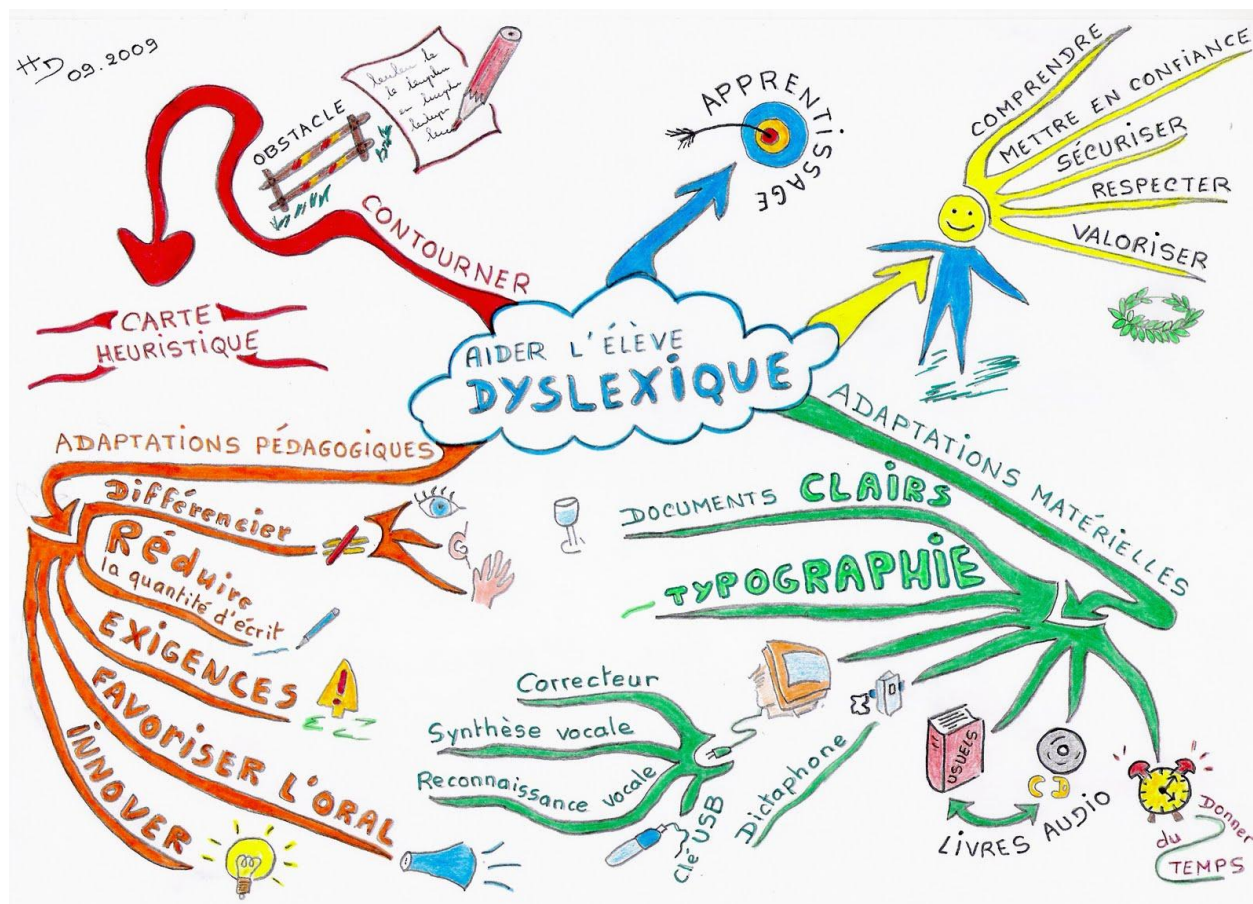 HD 09.2009
OBSTACLE
CONTOURNER
CARTE
HEURISTIQUE
APPRENTISSAGE
COMPRENDRE
METTRE EN CONFIANCE
SÉCURISER
RESPECTER
VALORISER
AIDER L'ÉLÈVE
DYSLEXIQUE
ADAPTATIONS PÉDAGOGIQUES
Différencier
Réduire
la quantité d'écrit
EXIGENCES
FAVORISER L'ORAL
INNOVER
ADAPTATIONS MATÉRIELLES
DOCUMENTS CLAIRS
TYPOGRAPHIE
Correcteur
Synthèse vocale
Reconnaissance vocale
Clé USB
Dictaphone
USUELS
CD
LIVRES AUDIO
Donner
du
TEMPS